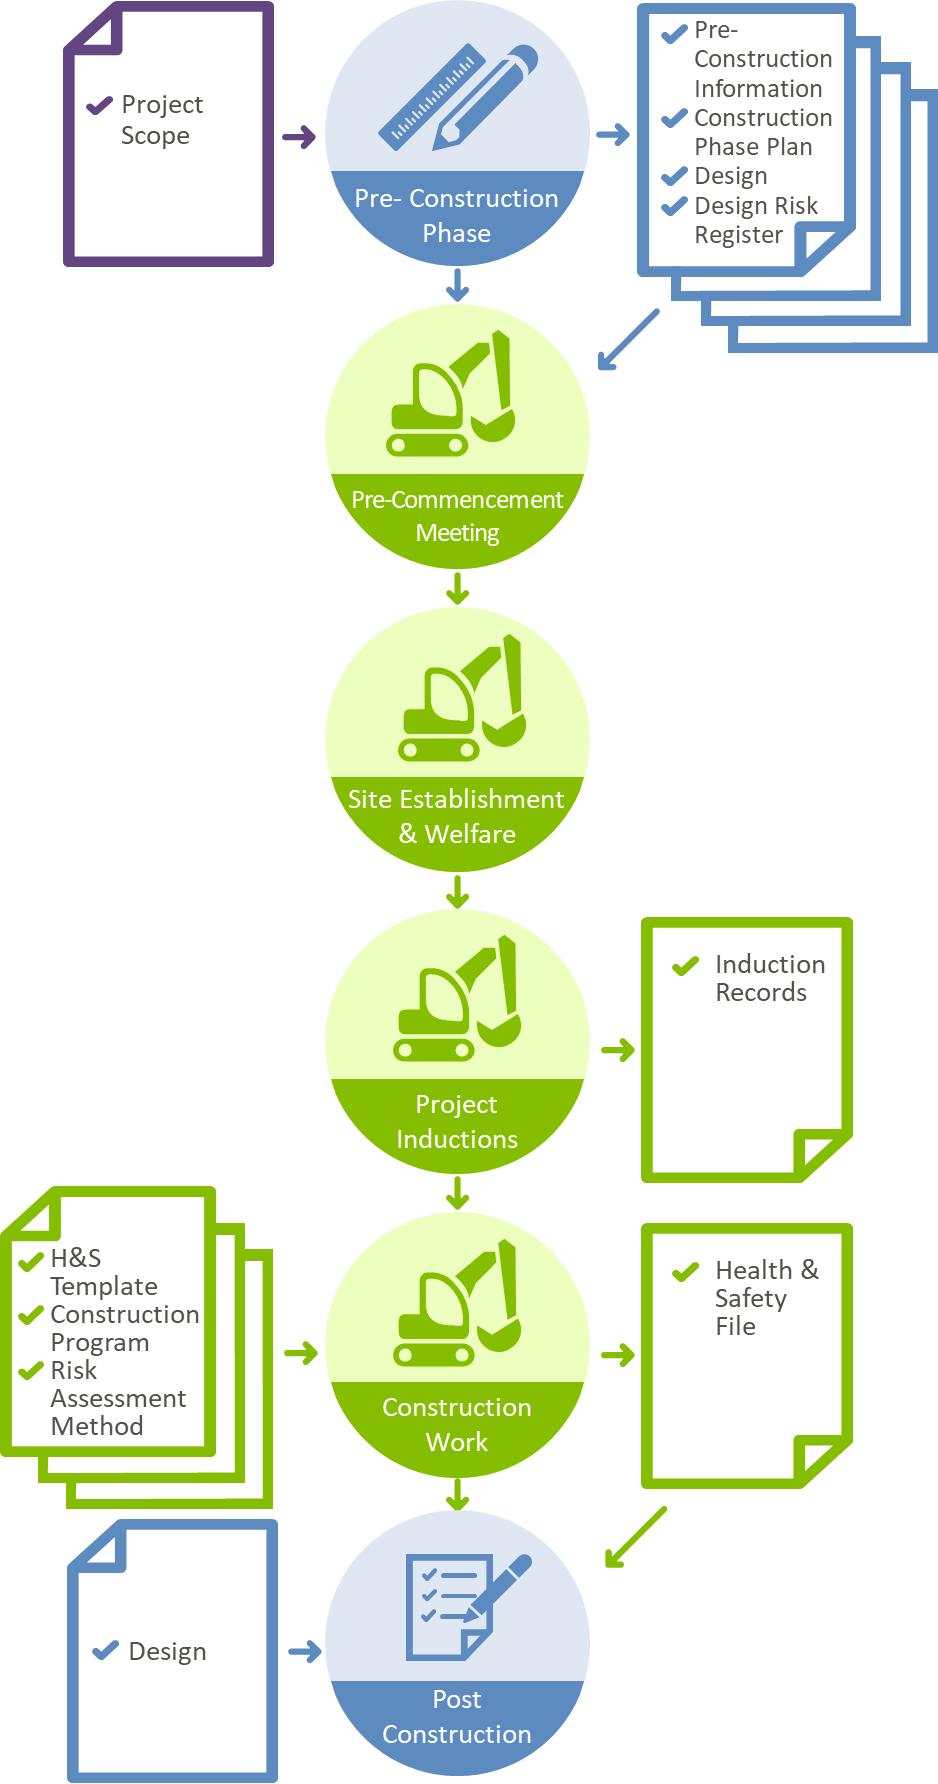 Project
Scope
Pre- Construction
Phase
Pre-
Construction
Information
Construction
Phase Plan
Design
Design Risk
Register
Pre-Commencement
Meeting
Site Establishment
& Welfare
Project
Inductions
Induction
Records
H&S
Template
Construction
Program
Risk
Assessment
Method
Construction
Work
Health &
Safety
File
Design
Post
Construction